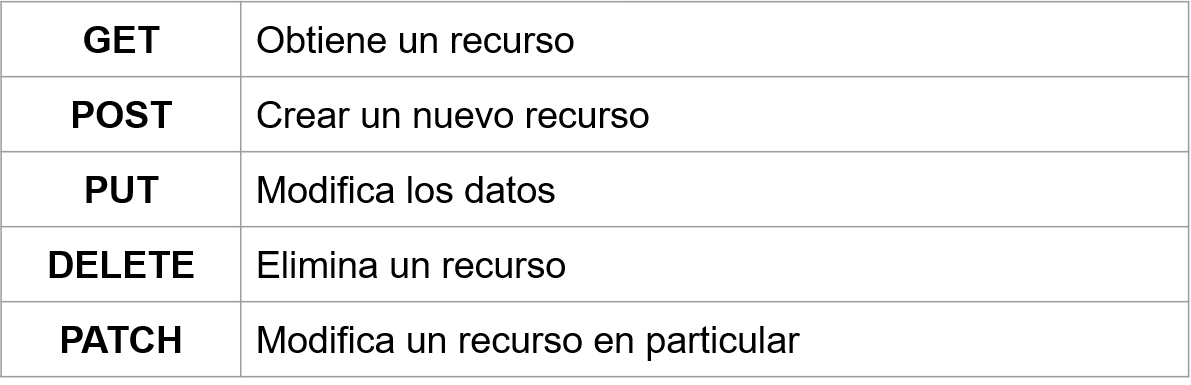 GET Obtiene un recurso
POST Crear un nuevo recurso
PUT Modifica los datos
DELETE Elimina un recurso
PATCH Modifica un recurso en particular